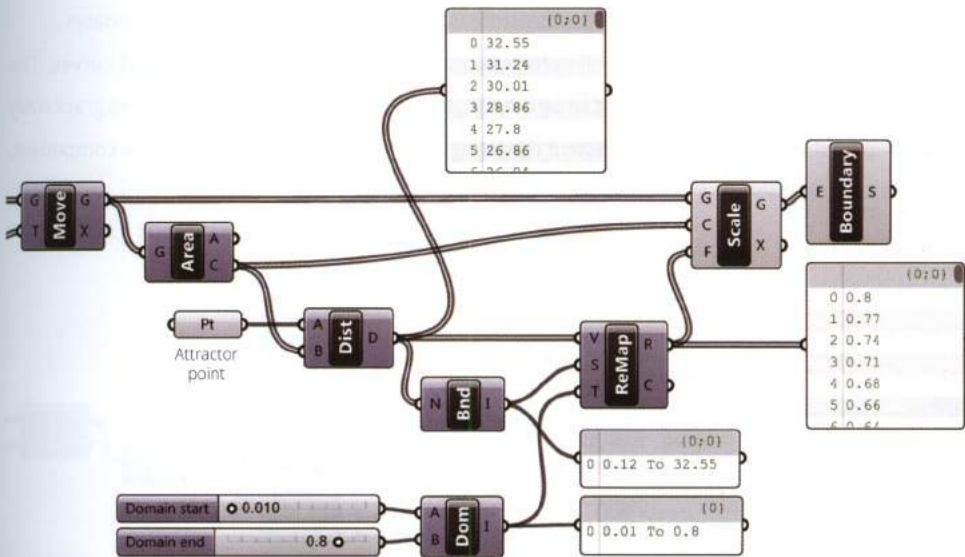 {0;0}
0 32.55
1 31.24
2 30.01
3 28.86
4 27.8
5 26.86
G Move G
T X
G Area A
C
Pt
Attractor
point
A Dist D
B
N Bnd I
V ReMap R
S C
T
G Scale G
C X
F
E Boundary S
{0;0}
0 0.8
1 0.77
2 0.74
3 0.71
4 0.68
5 0.66
6 0.64
{0;0}
0 0.12 To 32.55
{0}
0 0.01 To 0.8
Domain start 0.010
Domain end 0.8
A Dom I
B